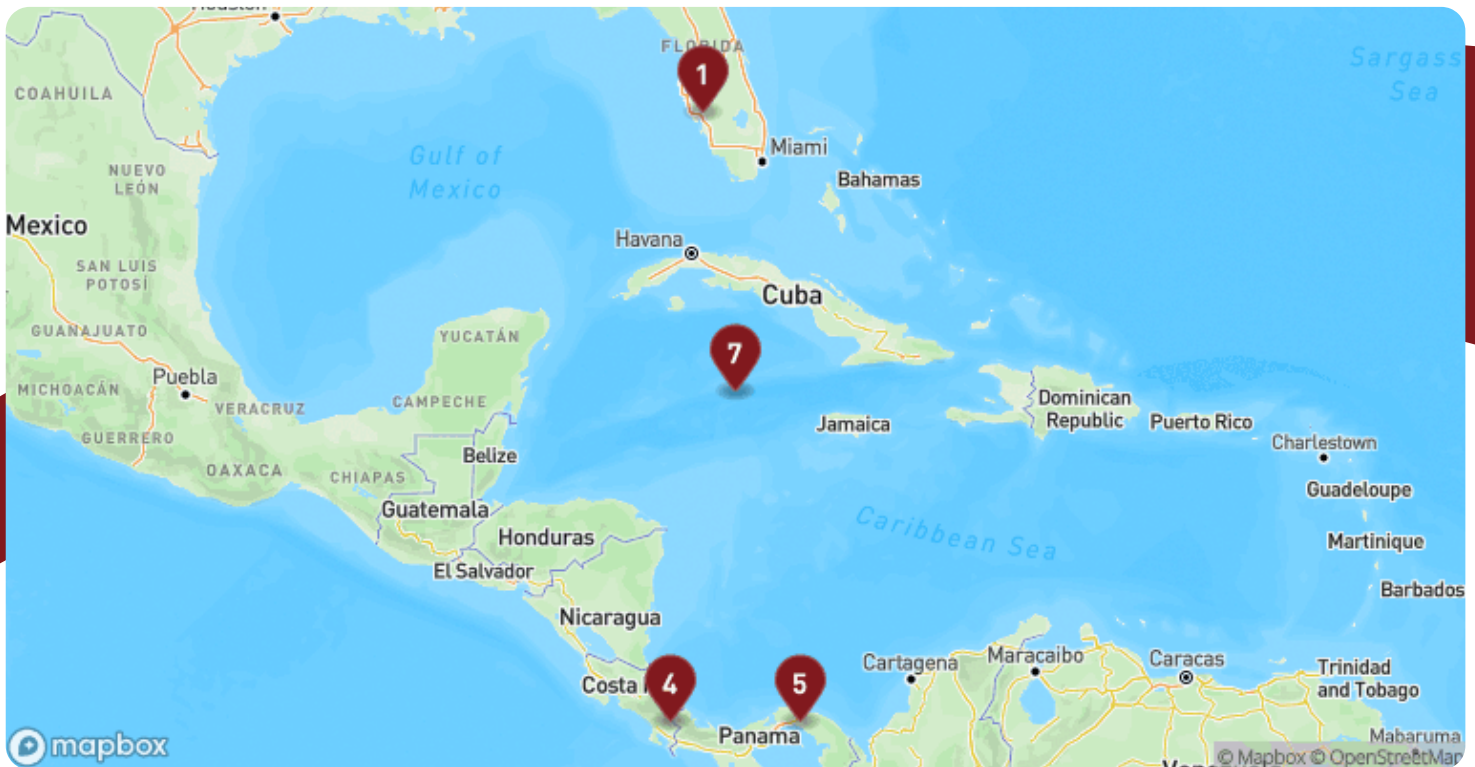 Houston
FLORIDA
Sargass
Sea
COAHUILA
1
Miami
Gulf of
Mexico
NUEVO
LEÓN
Bahamas
Mexico
Havana
SAN LUIS
POTOSÍ
Cuba
GUANAJUATO
YUCATÁN
7
Puebla
MICHOACÁN
VERACRUZ
CAMPECHE
Dominican
Republic
Jamaica
Puerto Rico
GUERRERO
Charlestown
OAXACA
CHIAPAS
Belize
Guadeloupe
Guatemala
Caribbean Sea
Honduras
Martinique
El Salvador
Barbados
Nicaragua
Cartagena
Maracaibo
Caracas
Trinidad
and Tobago
Costa
4
5
Panama
Mabaruma
mapbox
© Mapbox © OpenStreetMap